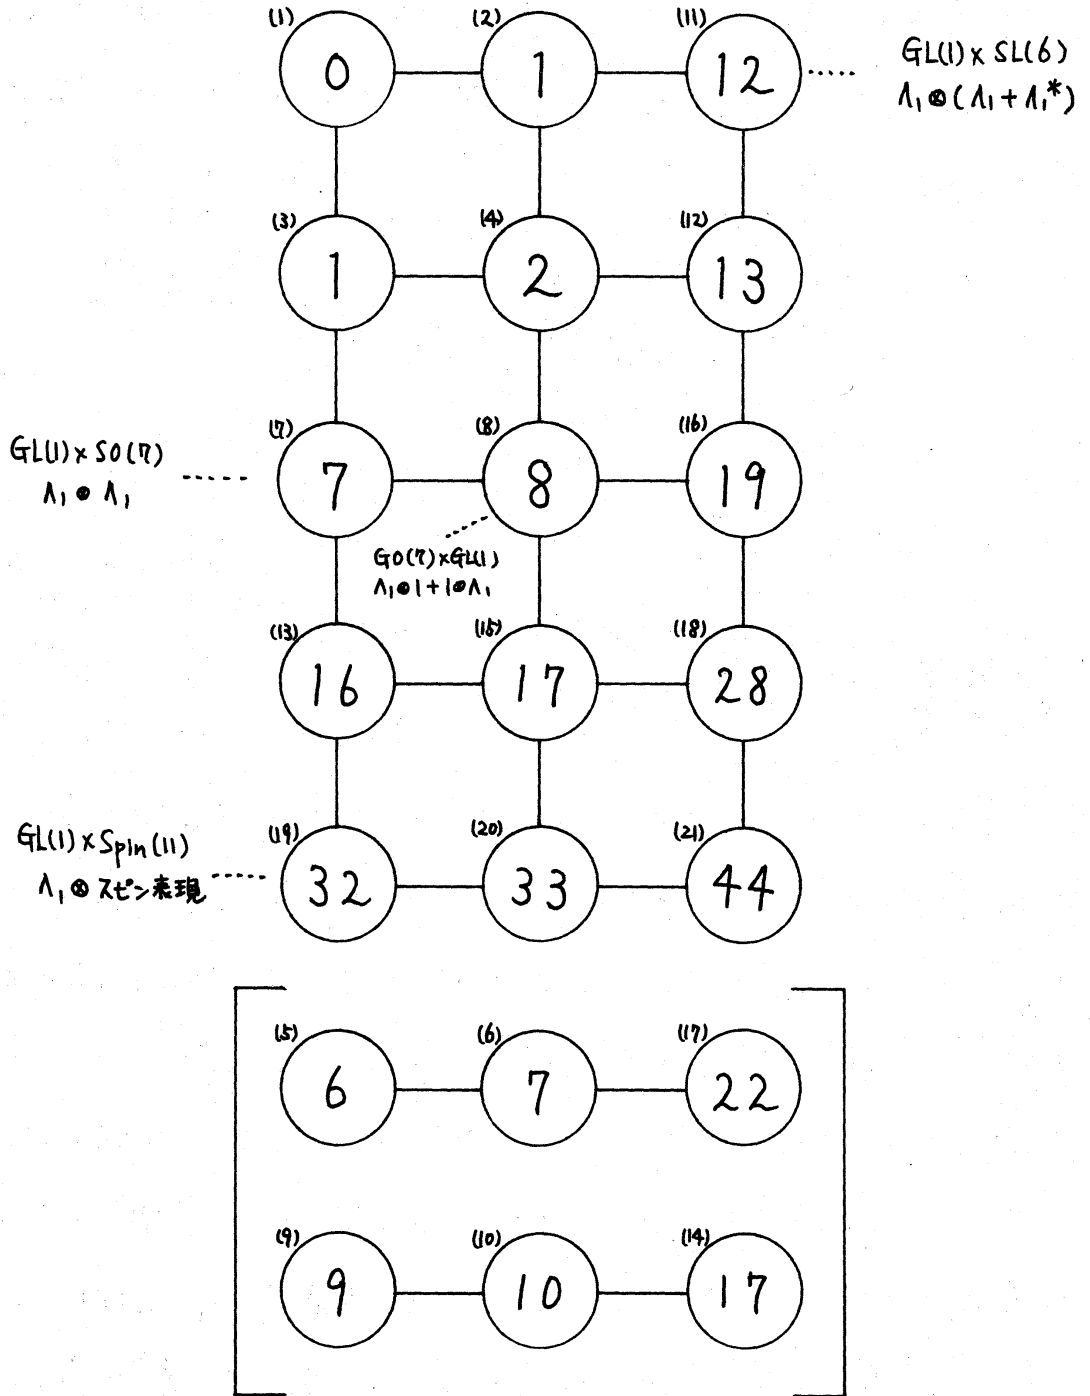 (1) 0 (2) 1 (11) 12
GL(1) × SL(6)
Λ₁ ⊗ (Λ₁ + Λ₁*)
(3) 1 (4) 2 (12) 13
(7) 7 (8) 8 (16) 19
GL(1) × SO(7)
Λ₁ ⊗ Λ₁
GO(7)×GL(1)
Λ₁⊗1+1⊗Λ₁
(13) 16 (15) 17 (18) 28
(19) 32 (20) 33 (21) 44
GL(1) × Spin(11)
Λ₁ ⊗ スピン表現
(5) 6 (6) 7 (17) 22
(9) 9 (10) 10 (14) 17